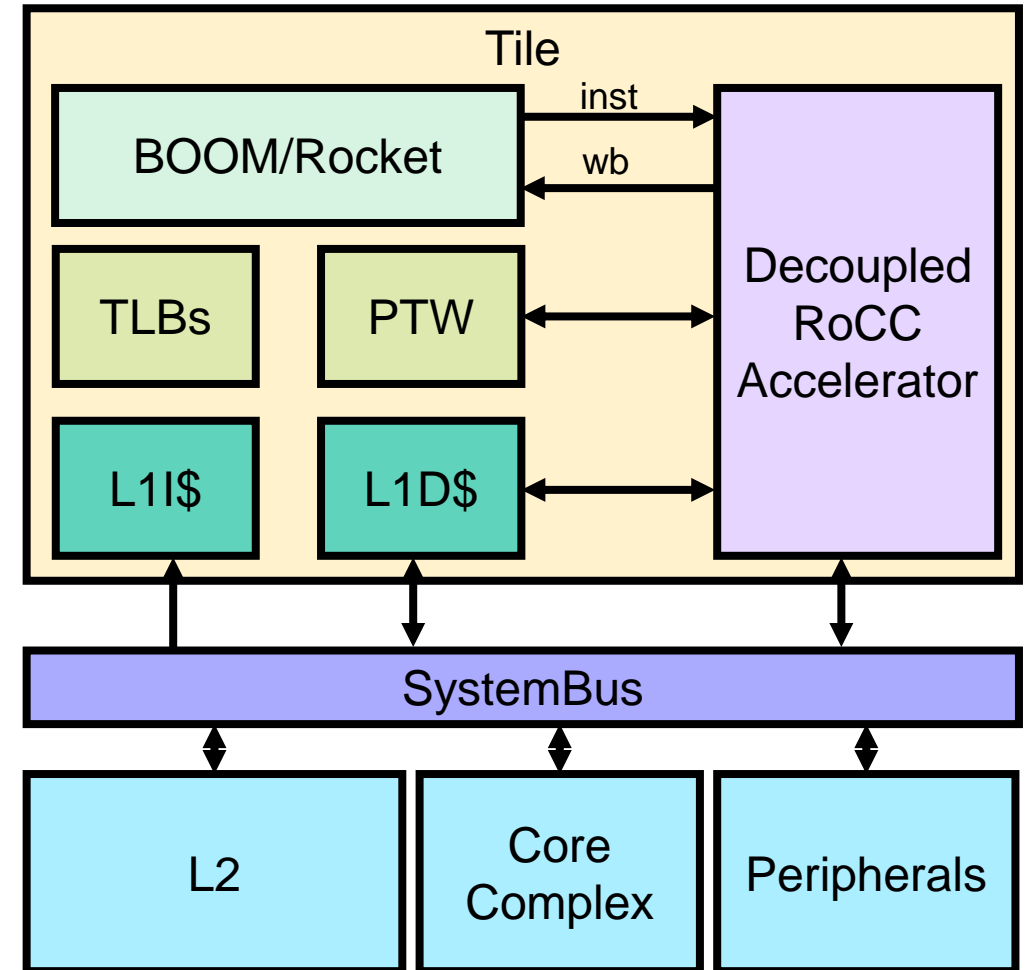 Tile
BOOM/Rocket
inst
wb
TLBs
PTW
Decoupled
RoCC
Accelerator
L1I$
L1D$
SystemBus
L2
Core
Complex
Peripherals